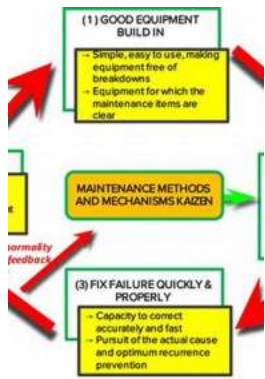 (1) GOOD EQUIPMENT
BUILD IN
→ Simple, easy to use, making
equipment free of
breakdowns
→ Equipment for which the
maintenance items are
clear
MAINTENANCE METHODS
AND MECHANISMS KAIZEN
feedback
(3) FIX FAILURE QUICKLY &
PROPERLY
→ Capacity to correct
accurately and fast
→ Pursuit of the actual cause
and optimum recurrence
prevention